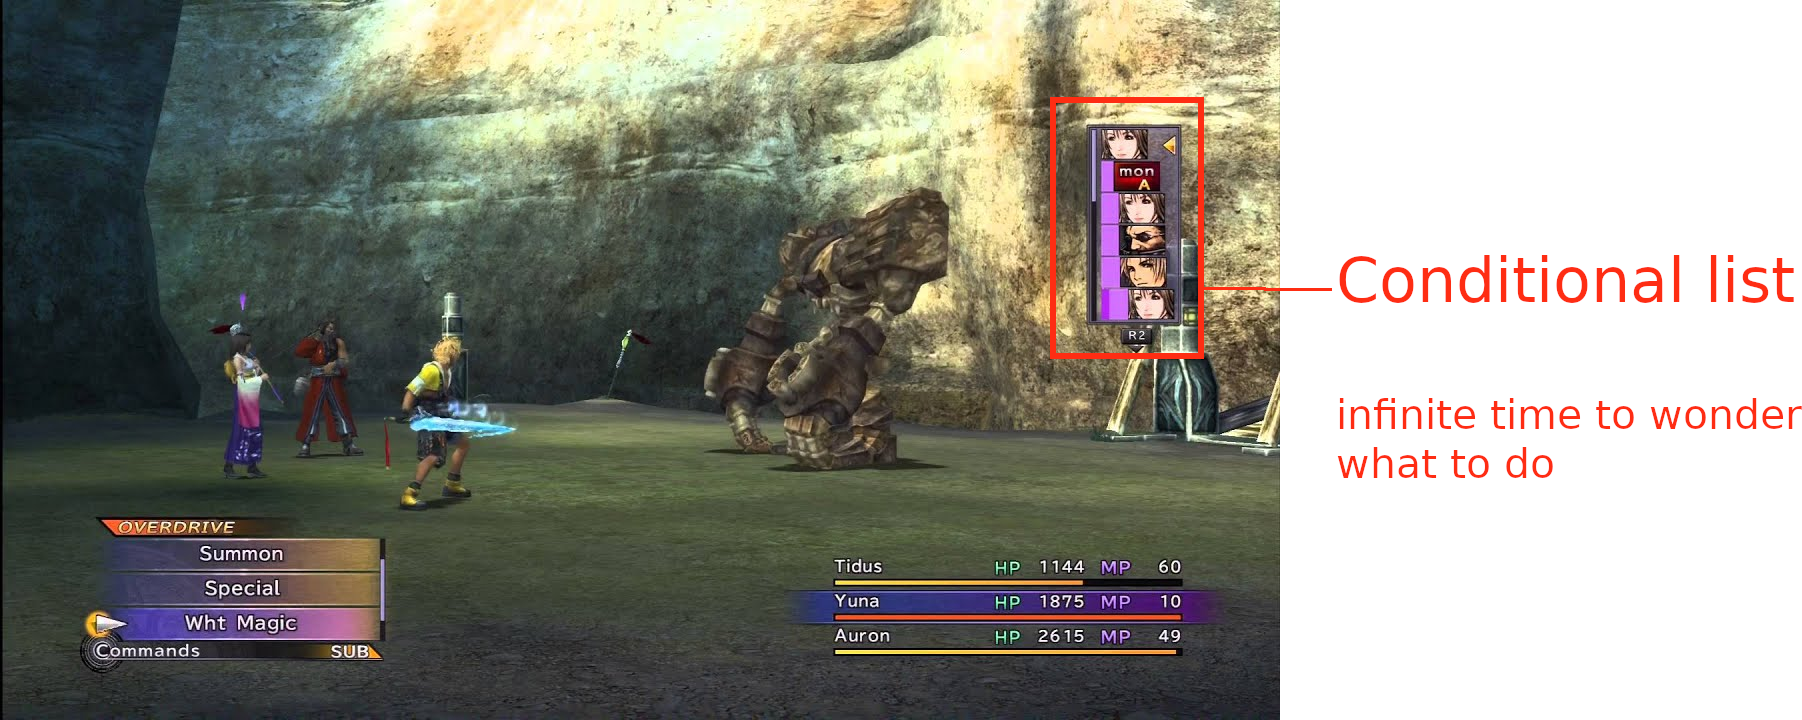 mon
A
R2
Conditional list
infinite time to wonder
what to do
OVERDRIVE
Summon
Special
Wht Magic
Commands SUB
Tidus HP 1144 MP 60
Yuna HP 1875 MP 10
Auron HP 2615 MP 49